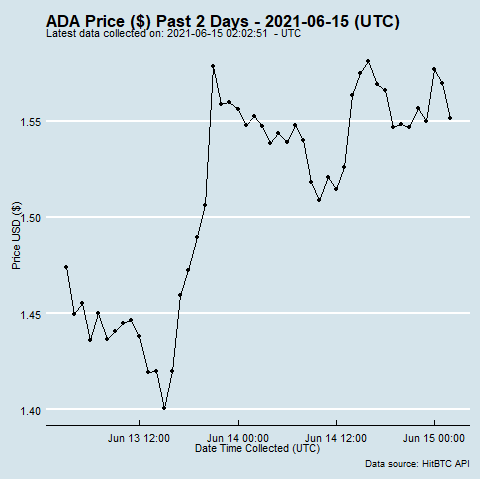 ADA Price ($) Past 2 Days - 2021-06-15 (UTC)
Latest data collected on: 2021-06-15 02:02:51 - UTC
Price USD ($)
1.55
1.50
1.45
1.40
Jun 13 12:00
Jun 14 00:00
Jun 14 12:00
Jun 15 00:00
Date Time Collected (UTC)
Data source: HitBTC API